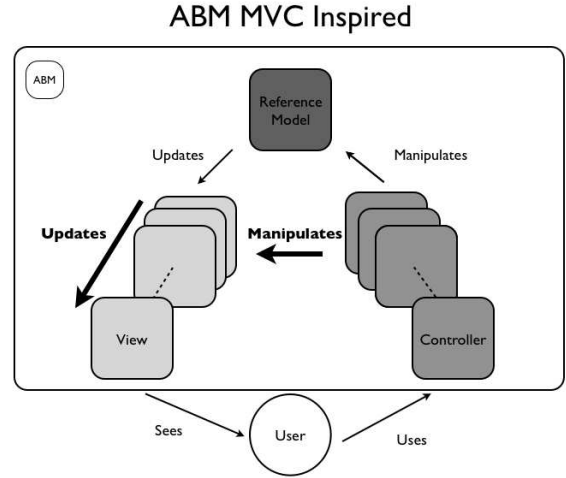 ABM MVC Inspired
ABM
Reference
Model
Updates
Manipulates
Updates
Manipulates
View
Controller
Sees
User
Uses